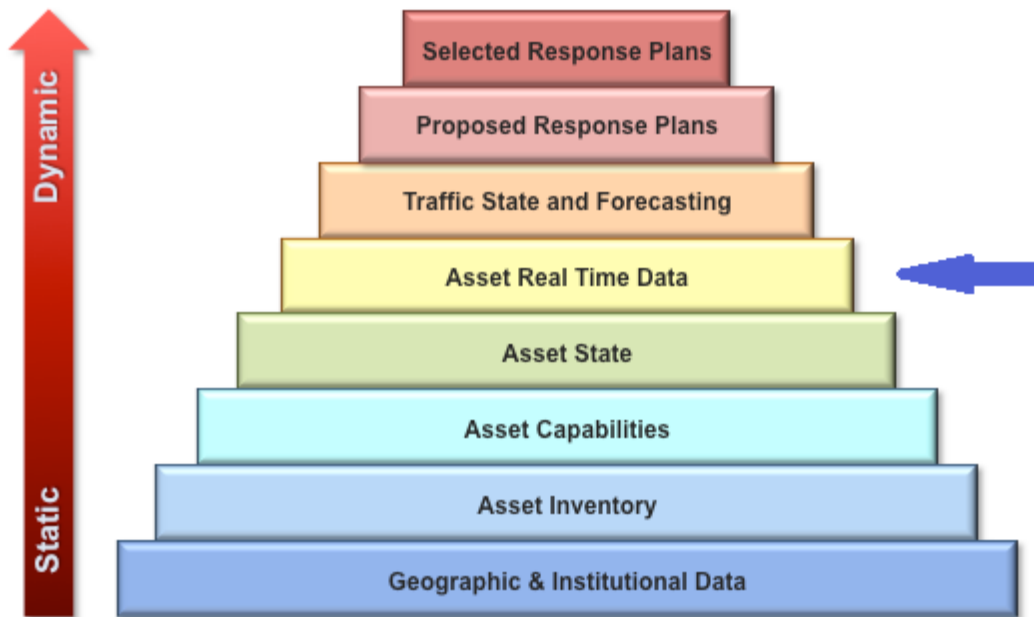 Dynamic
Static
Selected Response Plans
Proposed Response Plans
Traffic State and Forecasting
Asset Real Time Data
Asset State
Asset Capabilities
Asset Inventory
Geographic & Institutional Data